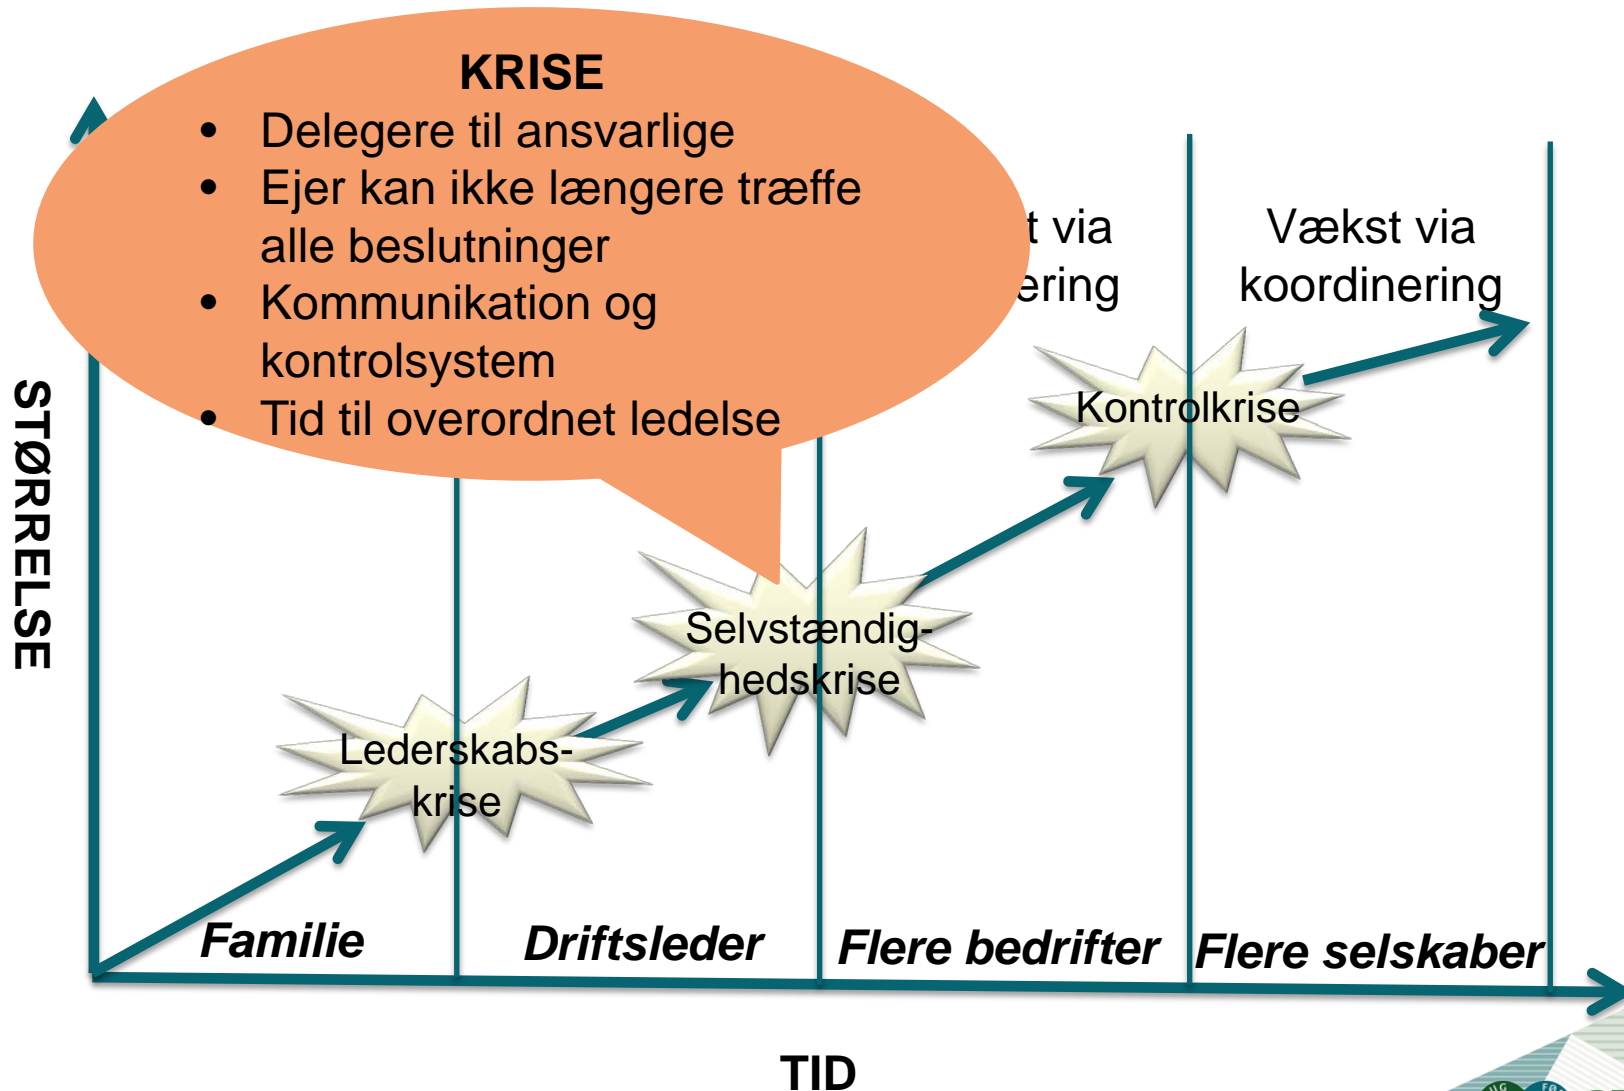 KRISE
• Delegere til ansvarlige
• Ejer kan ikke længere træffe
alle beslutninger
• Kommunikation og
kontrolsystem
• Tid til overordnet ledelse
t via
ering
Vækst via
koordinering
STØRRELSE
Kontrolkrise
Selvstændig-
hedskrise
Lederskabs-
krise
Familie
Driftsleder
Flere bedrifter
Flere selskaber
TID